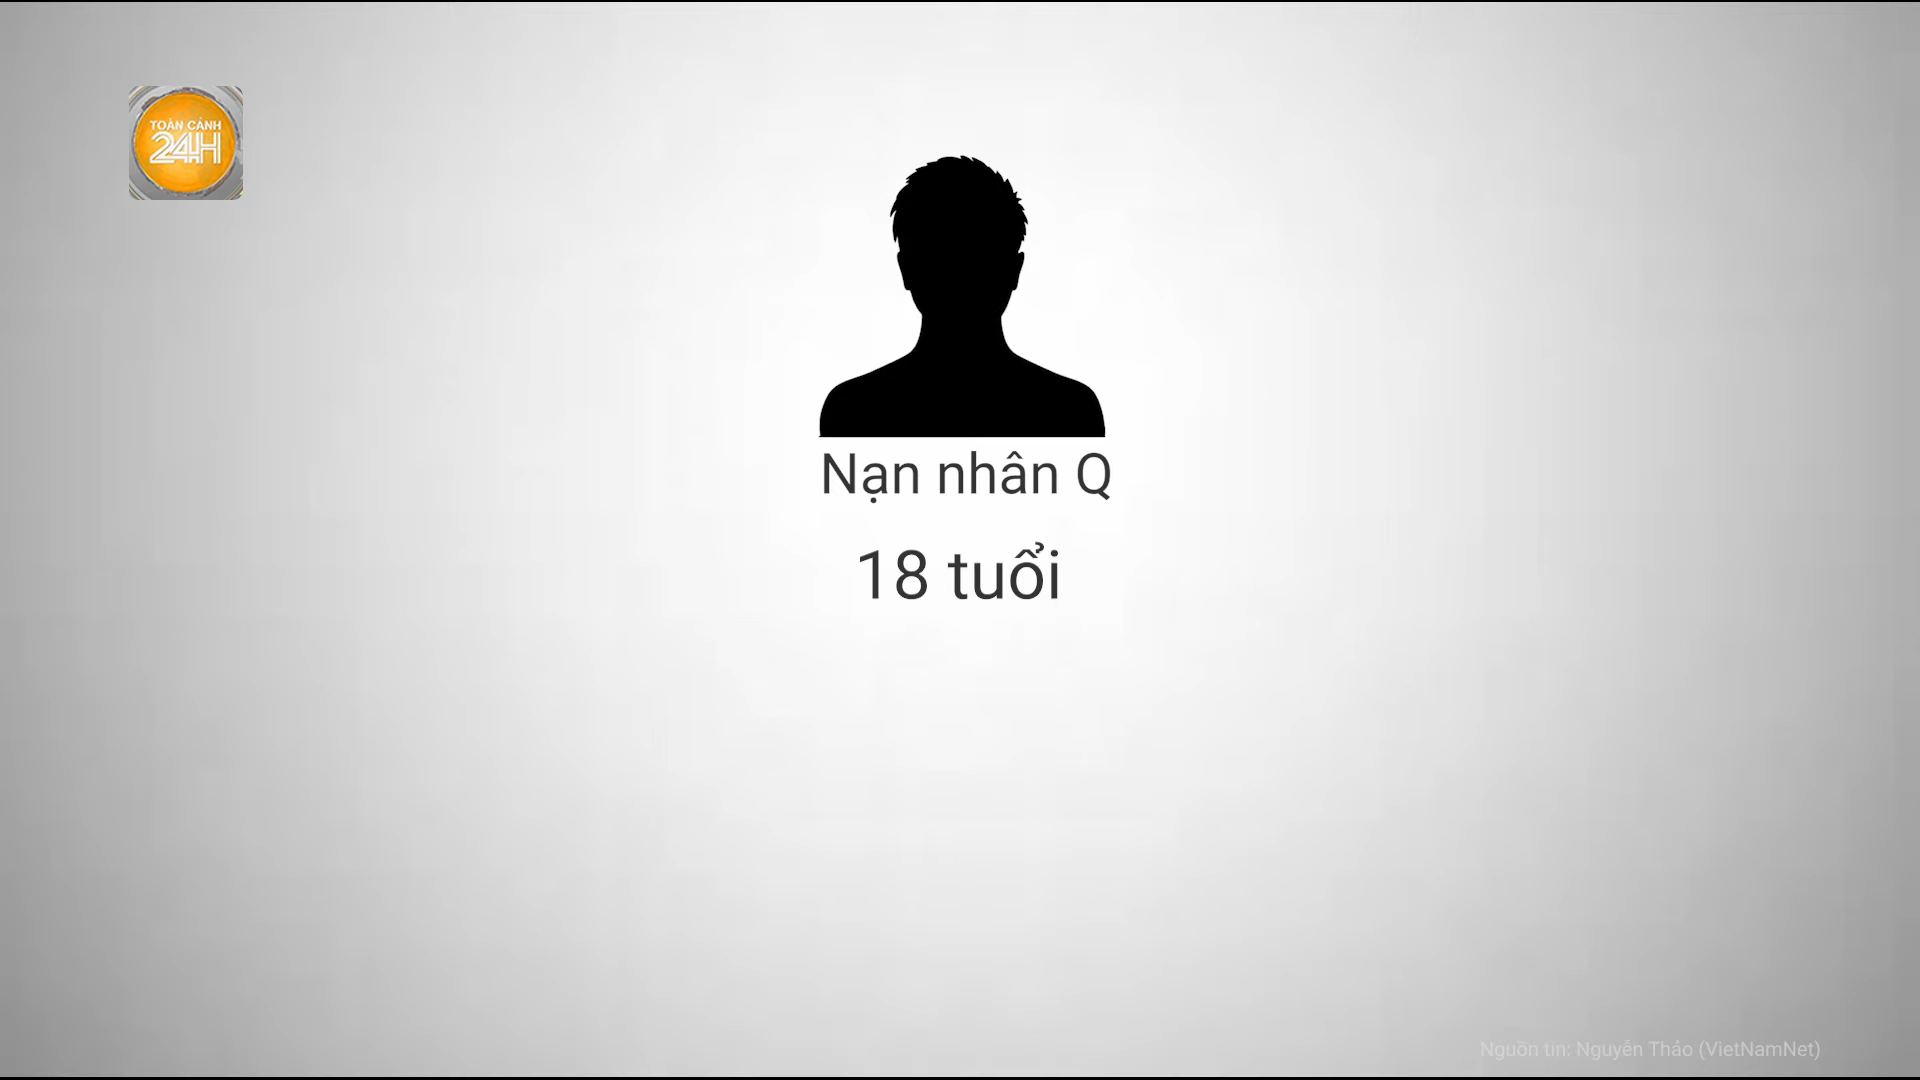 TOÀN CẢNH
24H
Nạn nhân Q
18 tuổi
Nguồn tin: Nguyễn Thảo (VietNamNet)